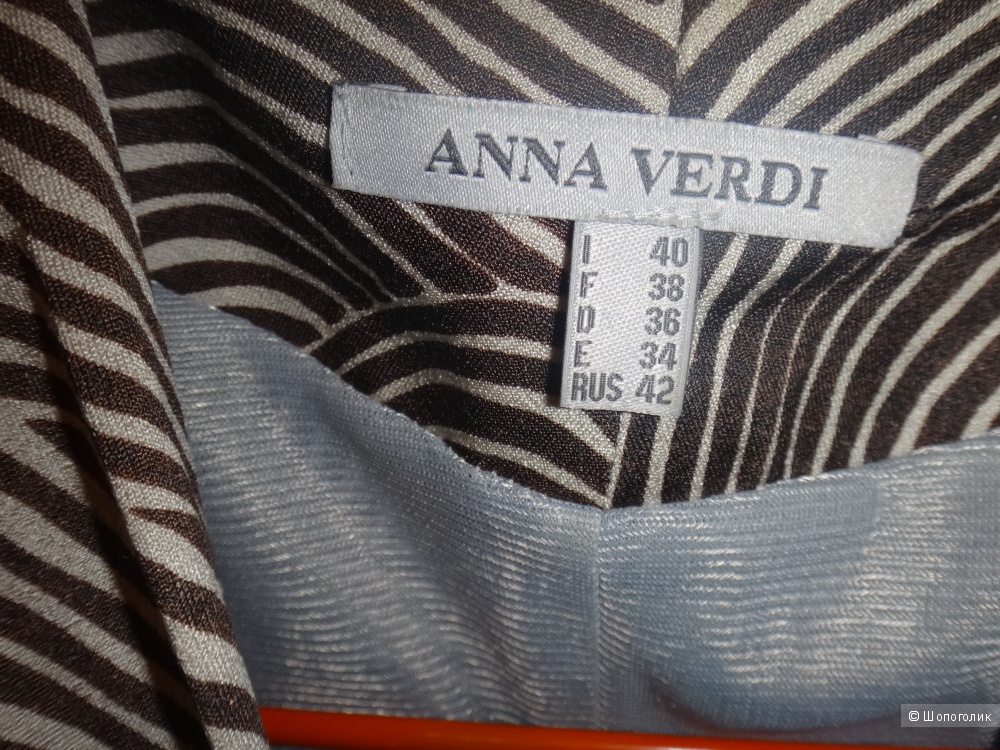 ANNA VERDI
I 40
F 38
D 36
E 34
RUS 42
© Шопоголик